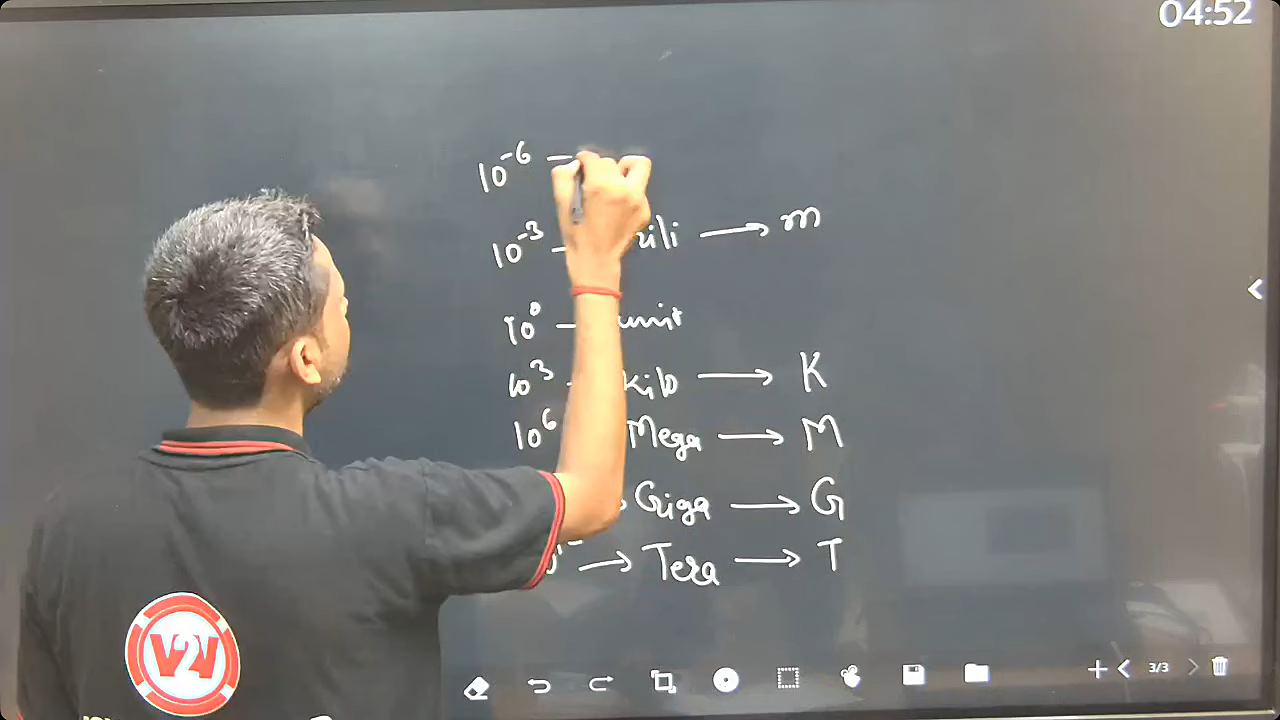 04:52
10⁻⁶ —
10⁻³ — ili → m
10⁰ — unit
10³ - Kilo → K
10⁶ Mega → M
→ Giga → G
→ Tera → T
V2V
3/3